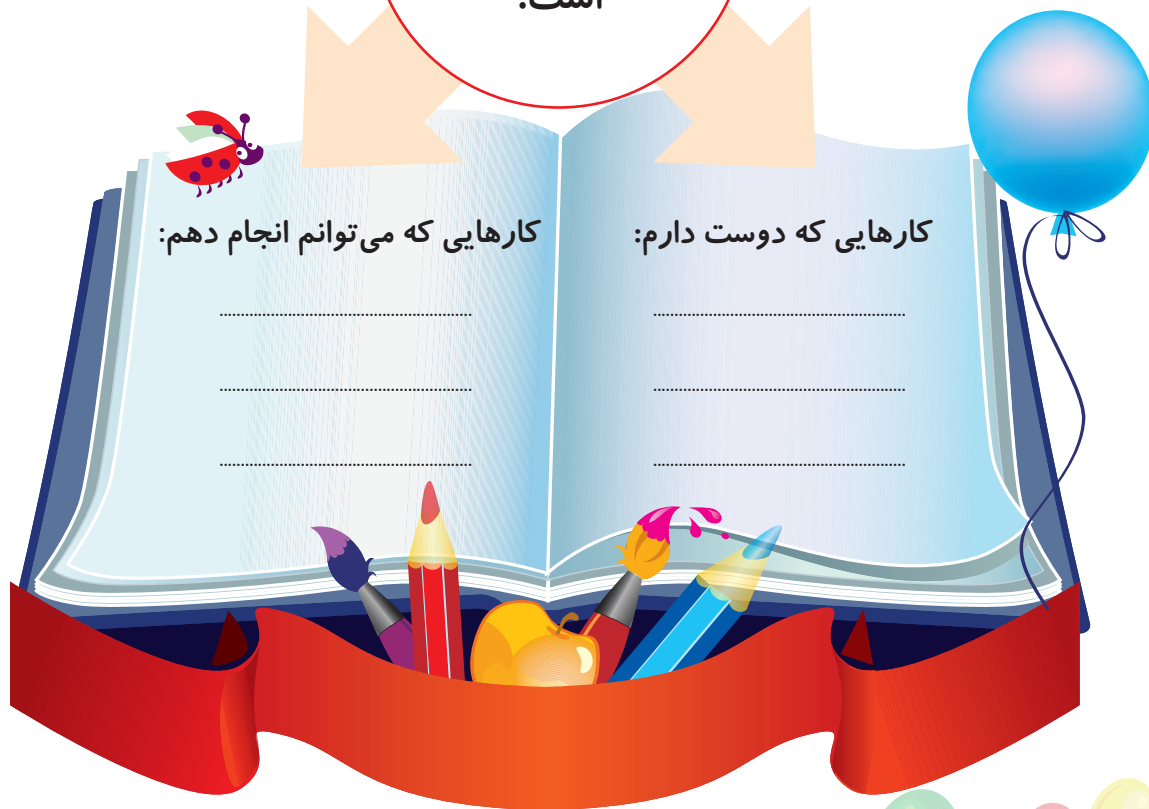 است.
کارهایی که دوست دارم:
کارهایی که می‌توانم انجام دهم: